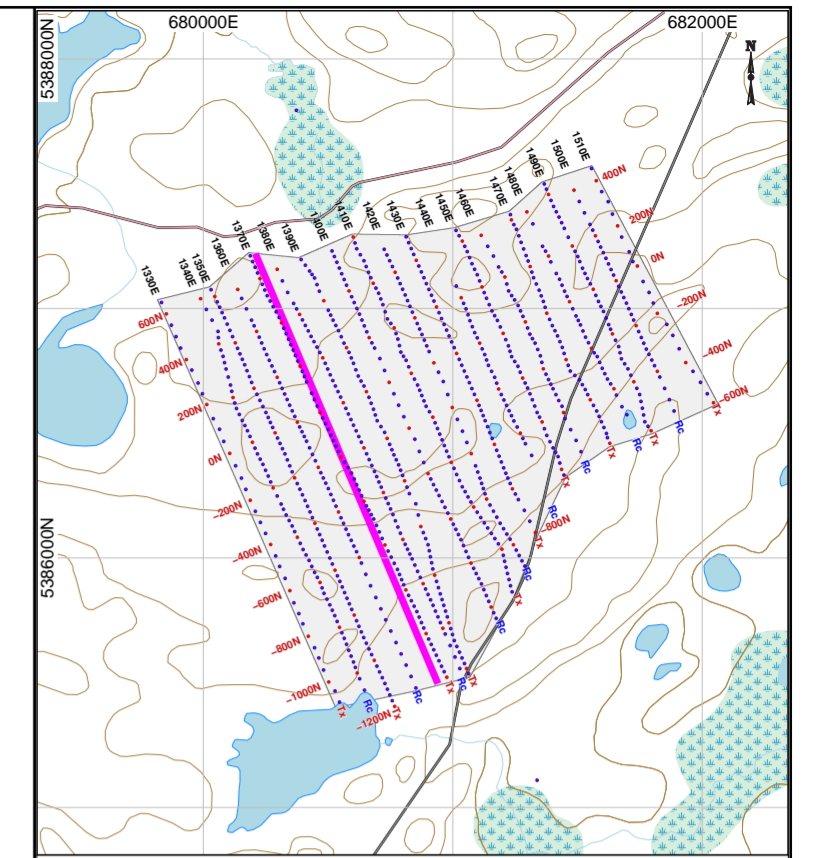 680000E
682000E
5388000N
N
1330E
1340E
1350E
1360E
1370E
1380E
1390E
1400E
1410E
1420E
1430E
1440E
1450E
1460E
1470E
1480E
1490E
1500E
1510E
400N
200N
0N
-200N
-400N
-600N
Tx
600N
400N
200N
0N
-200N
-400N
-600N
-800N
-1000N
-1200N
5386000N
Rc
Tx
Rc
Rc
Tx
Rc
-800N
Tx
Rc
Tx
Rc
Tx
Rc
Tx
Rc
Tx
Rc
Tx